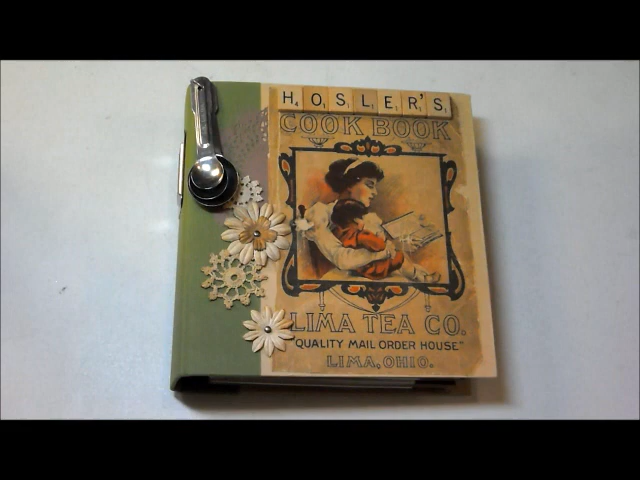 HOSLER'S
COOK BOOK
LIMA TEA CO.
"QUALITY MAIL ORDER HOUSE"
LIMA, OHIO.